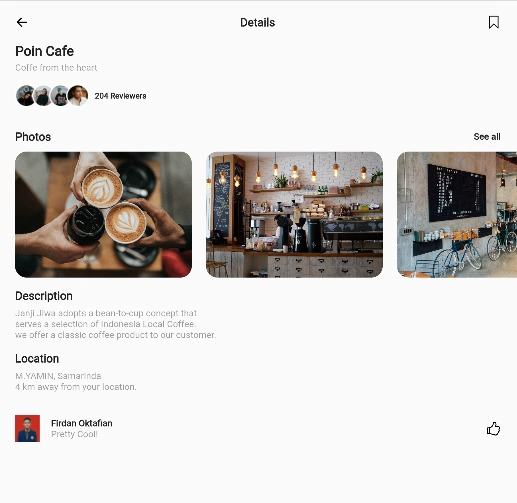 Details
Poin Cafe
Coffe from the heart
204 Reviewers
Photos
See all
Description
Janji Jiwa adopts a bean-to-cup concept that
serves a selection of Indonesia Local Coffee.
we offer a classic coffee product to our customer.
Location
M.YAMIN, Samarinda
4 km away from your location.
Firdan Oktafian
Pretty Cool!